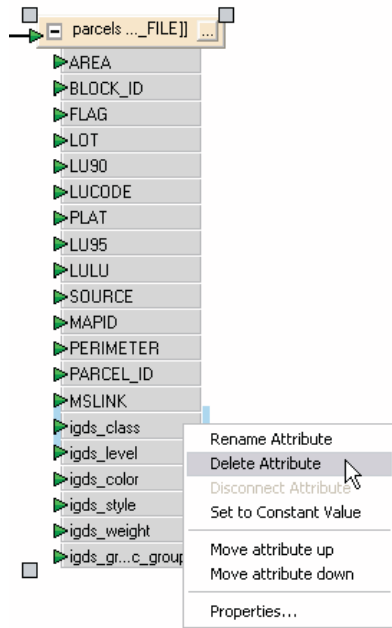 parcels ..._FILE]] ...
AREA
BLOCK_ID
FLAG
LOT
LU90
LUCODE
PLAT
LU95
LULU
SOURCE
MAPID
PERIMETER
PARCEL_ID
MSLINK
igds_class
igds_level
igds_color
igds_style
igds_weight
igds_gr...c_group
Rename Attribute
Delete Attribute
Disconnect Attribute
Set to Constant Value
Move attribute up
Move attribute down
Properties...